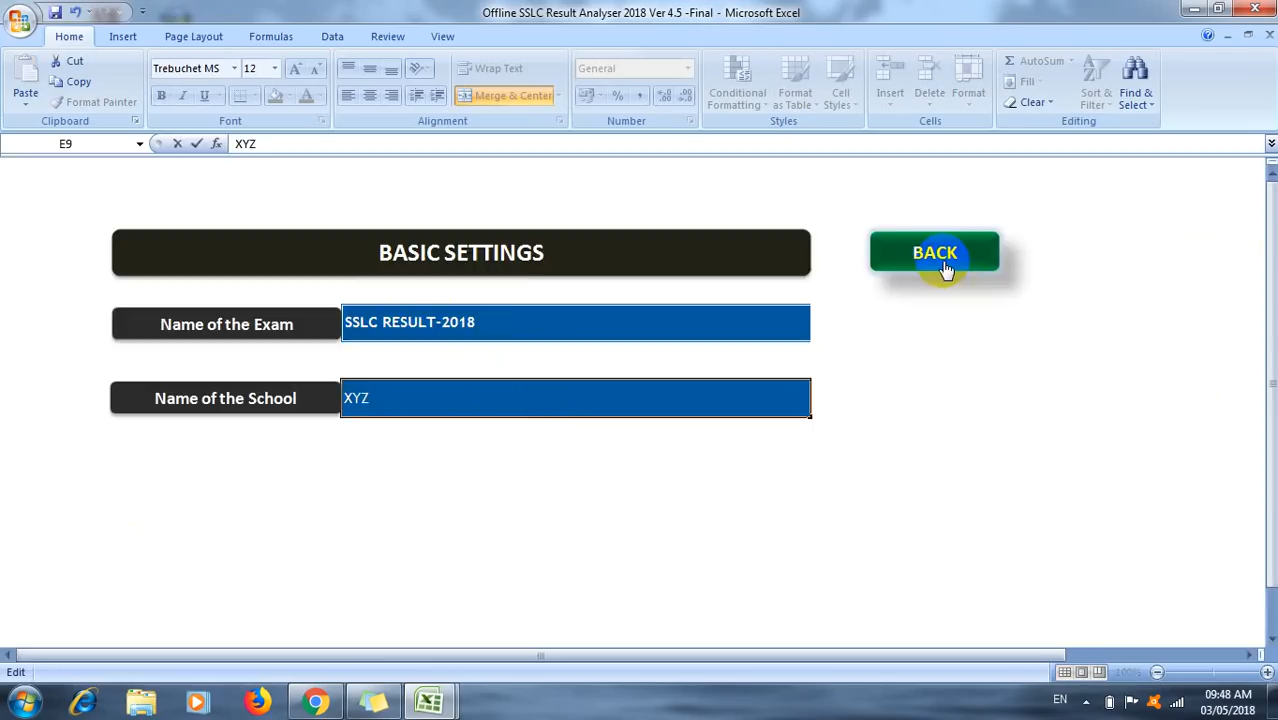 Offline SSLC Result Analyser 2018 Ver 4.5 -Final - Microsoft Excel
Home Insert Page Layout Formulas Data Review View
Paste
Cut
Copy
Format Painter
Clipboard
Trebuchet MS 12
B I U
Font
Wrap Text
Merge & Center
Alignment
General
%
Number
Conditional Formatting
Format as Table
Cell Styles
Styles
Insert Delete Format
Cells
AutoSum
Fill
Clear
Sort & Filter
Find & Select
Editing
E9 fx XYZ
BASIC SETTINGS
BACK
Name of the Exam SSLC RESULT-2018
Name of the School XYZ
Edit
100%
EN
09:48 AM
03/05/2018